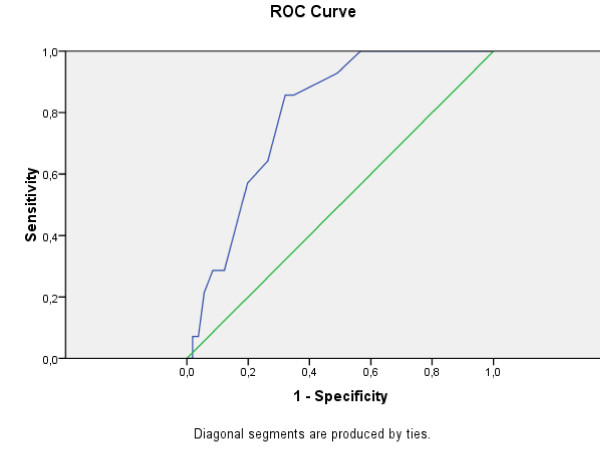 ROC Curve
1,0
0,8
0,6
0,4
0,2
0,0
Sensitivity
0,0 0,2 0,4 0,6 0,8 1,0
1 - Specificity
Diagonal segments are produced by ties.